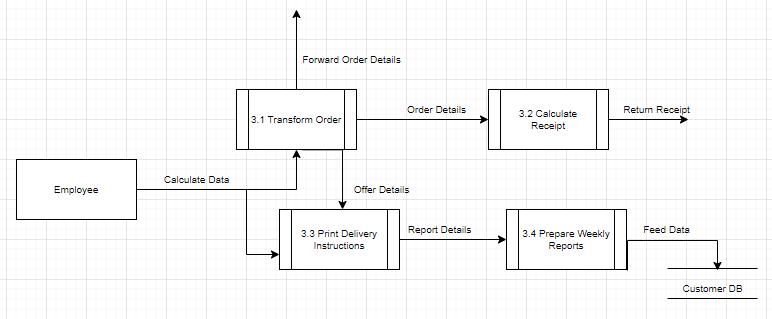 Forward Order Details
3.1 Transform Order
Order Details
3.2 Calculate
Receipt
Return Receipt
Employee
Calculate Data
Offer Details
3.3 Print Delivery
Instructions
Report Details
3.4 Prepare Weekly
Reports
Feed Data
Customer DB